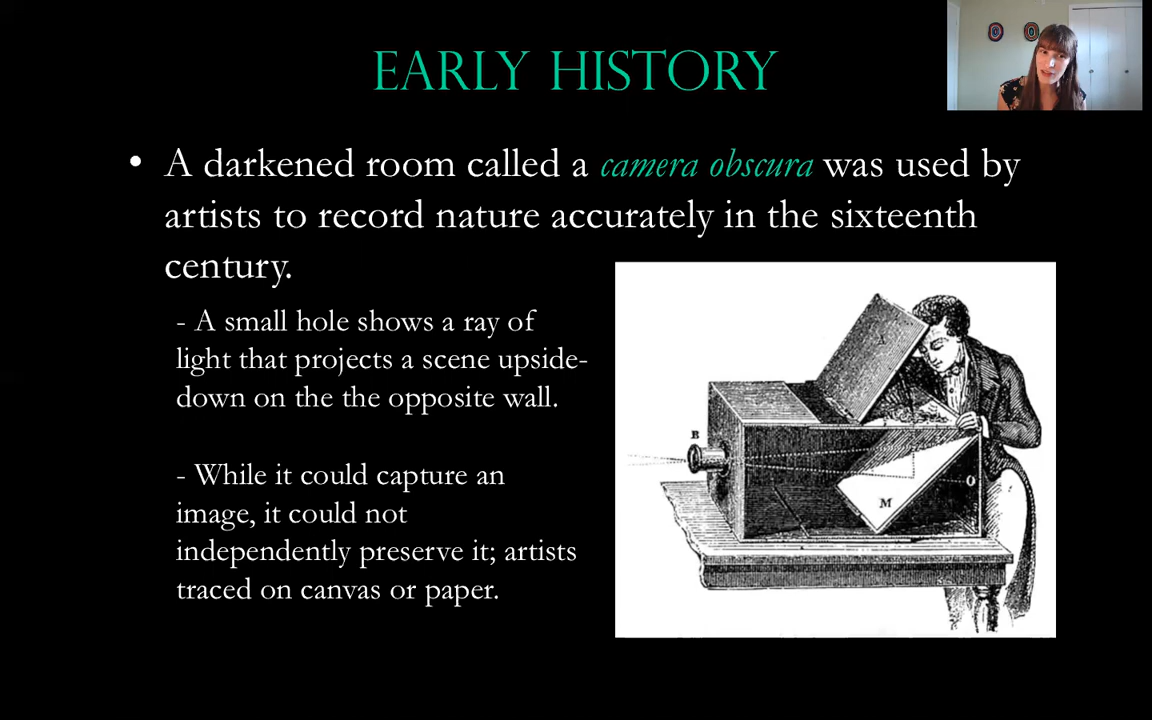 EARLY HISTORY
• A darkened room called a camera obscura was used by
artists to record nature accurately in the sixteenth
century.
- A small hole shows a ray of
light that projects a scene upside-
down on the the opposite wall.
- While it could capture an
image, it could not
independently preserve it; artists
traced on canvas or paper.
B
M
O